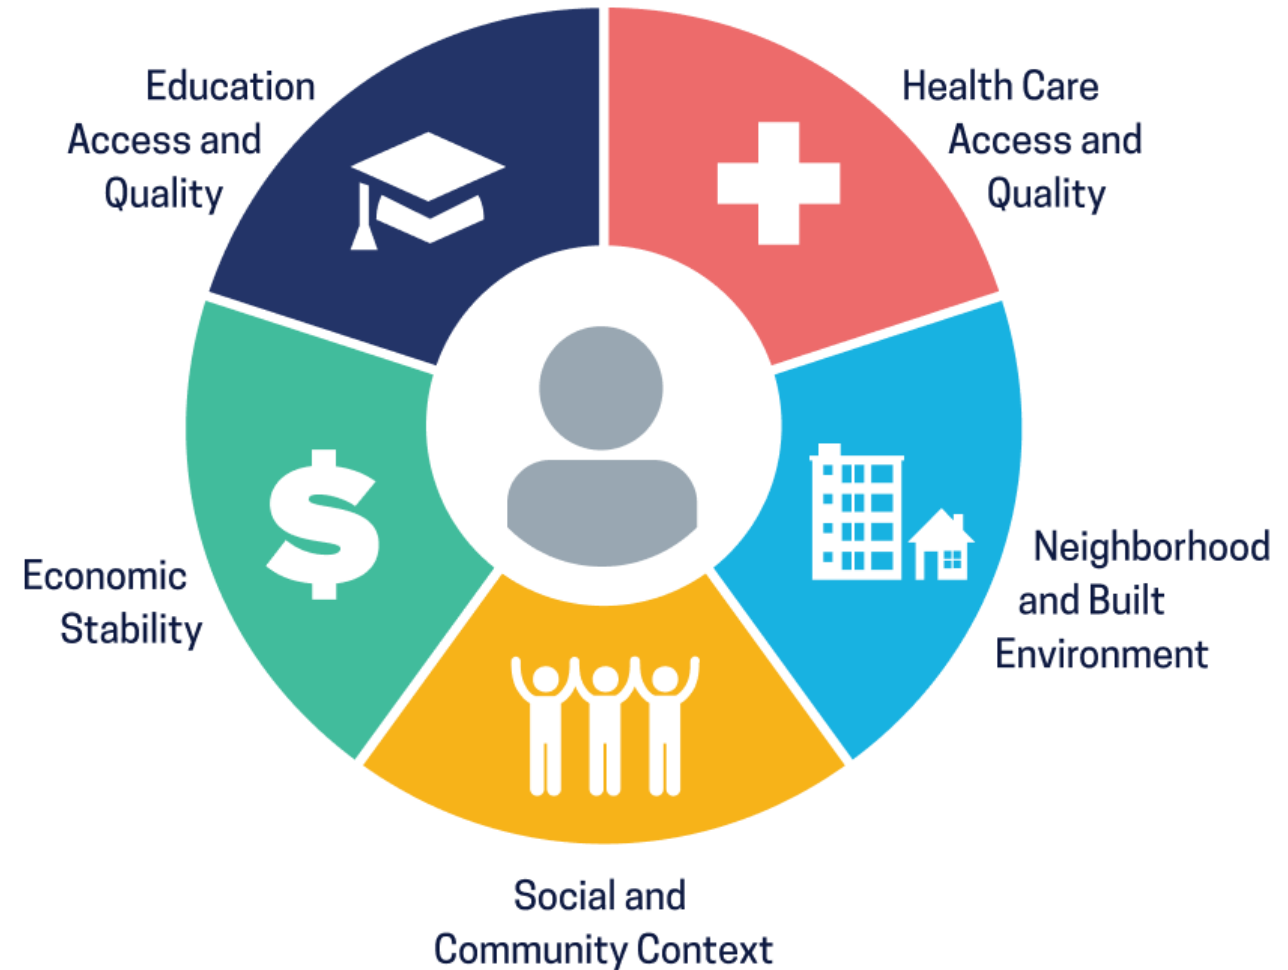 Education
Access and
Quality
Health Care
Access and
Quality
Economic
Stability
Neighborhood
and Built
Environment
Social and
Community Context